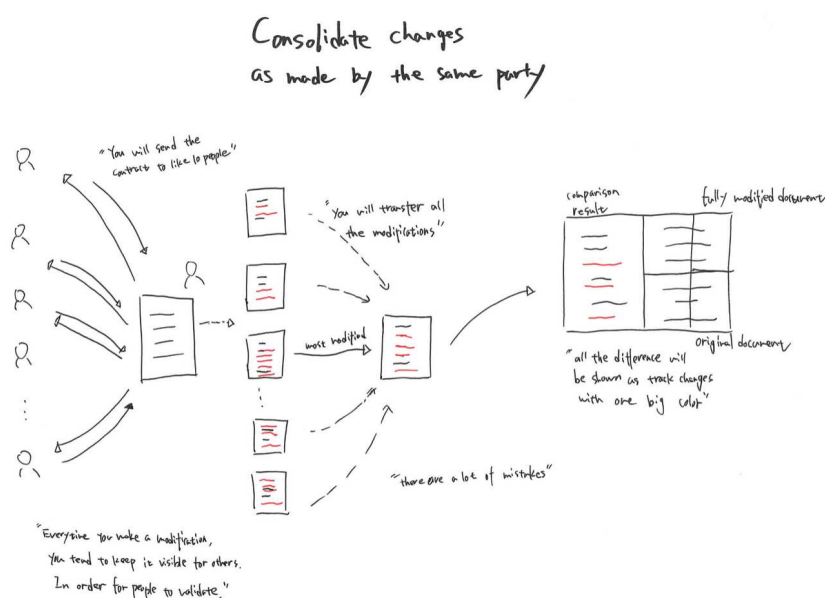 Consolidate changes
as made by the same party
"You will send the
contract to like 10 people"
"You will transfer all
the modifications"
most modified
comparison
result
fully modified document
original document
"all the difference will
be shown as track changes
with one big color"
"there are a lot of mistakes"
"Everytime you make a modification,
you tend to keep it visible for others.
In order for people to validate."